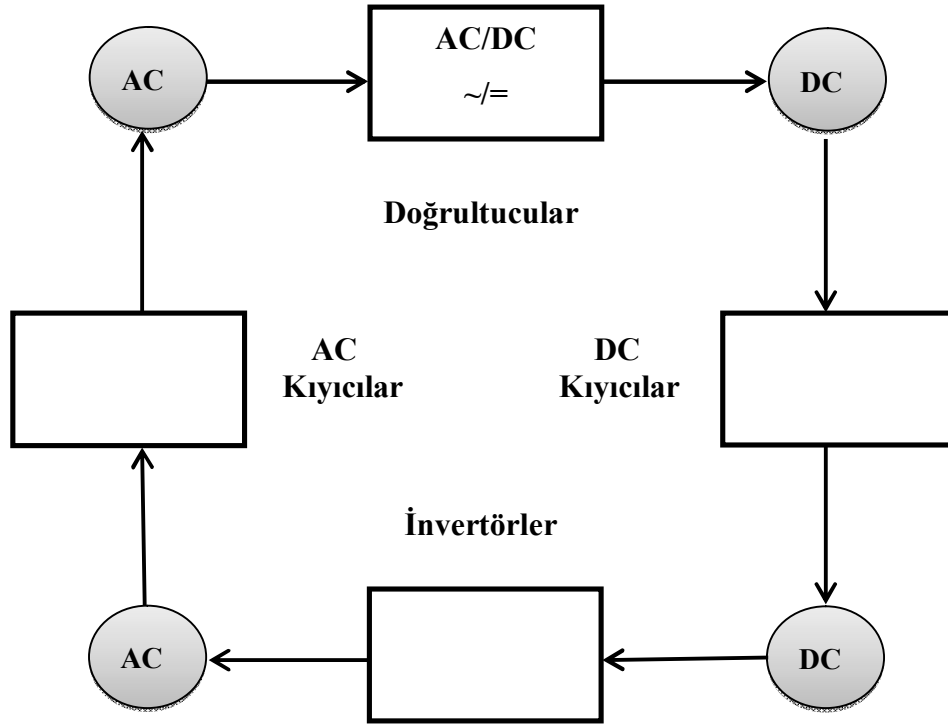 AC
AC/DC
~/=
DC
Doğrultucular
AC
Kıyıcılar
DC
Kıyıcılar
İnvertörler
AC
DC